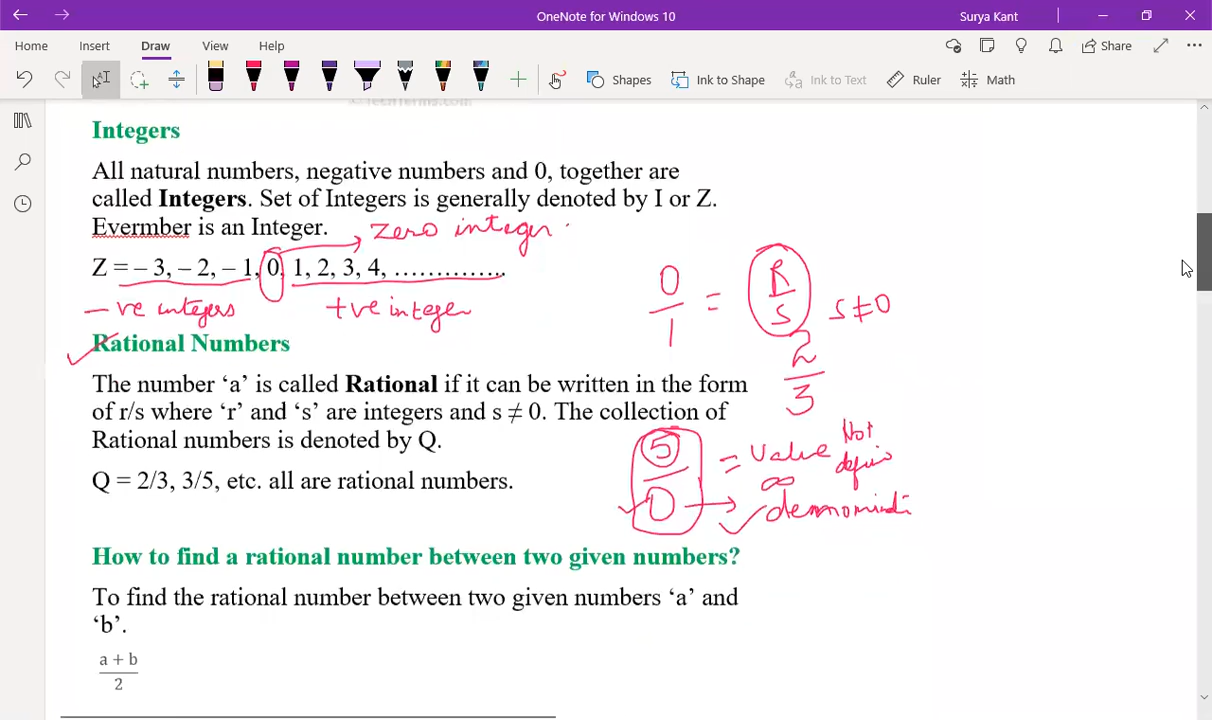 OneNote for Windows 10
Surya Kant
Home Insert Draw View Help
Share
Shapes Ink to Shape Ink to Text Ruler Math
© TechTerms.com
Integers
All natural numbers, negative numbers and 0, together are
called Integers. Set of Integers is generally denoted by I or Z.
Evermber is an Integer.
zero integer
Z = – 3, – 2, – 1, 0, 1, 2, 3, 4, …………..
– ve integers
+ve integer
0/1 = R/S S ≠ 0
2/3
Rational Numbers
The number ‘a’ is called Rational if it can be written in the form
of r/s where ‘r’ and ‘s’ are integers and s ≠ 0. The collection of
Rational numbers is denoted by Q.
Q = 2/3, 3/5, etc. all are rational numbers.
5/0 = value Not
∞
How to find a rational number between two given numbers?
To find the rational number between two given numbers ‘a’ and
‘b’.
a + b
2